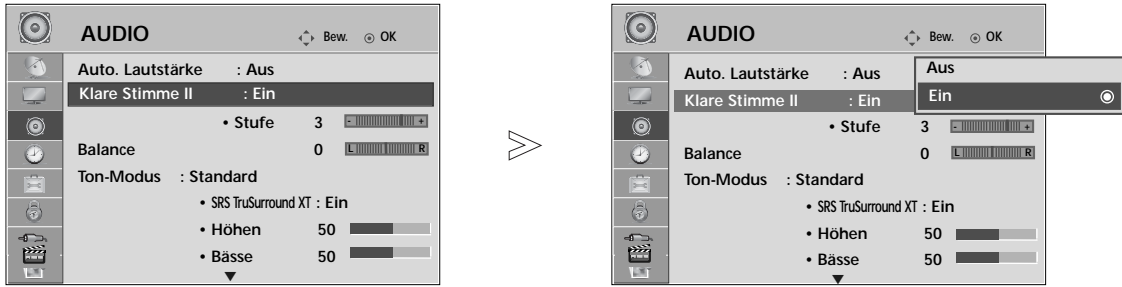 AUDIO
Bew. OK
Auto. Lautstärke : Aus
Klare Stimme II : Ein
• Stufe 3 - +
Balance 0 L R
Ton-Modus : Standard
• SRS TruSurround XT : Ein
• Höhen 50
• Bässe 50
AUDIO
Bew. OK
Auto. Lautstärke : Aus
Aus
Klare Stimme II : Ein
Ein
• Stufe 3 - +
Balance 0 L R
Ton-Modus : Standard
• SRS TruSurround XT : Ein
• Höhen 50
• Bässe 50